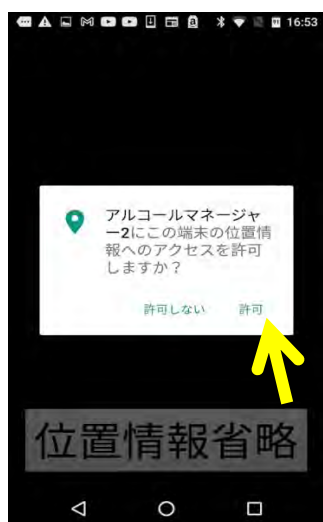 16:53
アルコールマネージャ
ー2にこの端末の位置情
報へのアクセスを許可
しますか？
許可しない 許可
位置情報省略